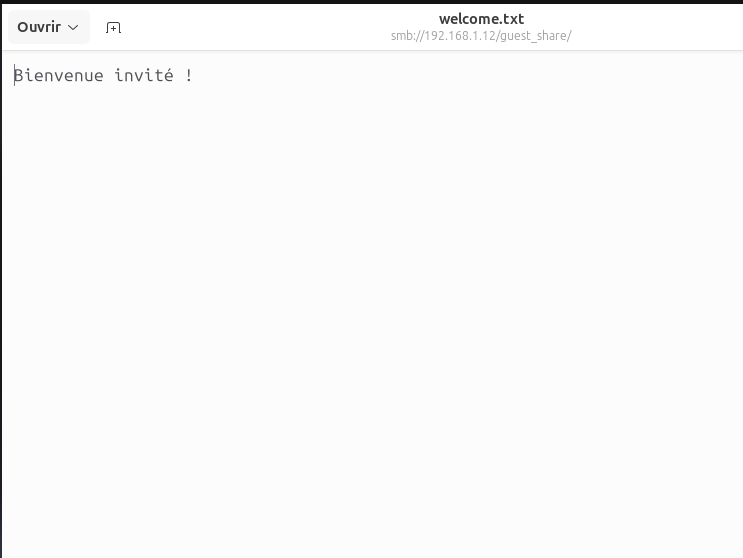 Ouvrir
welcome.txt
smb://192.168.1.12/guest_share/
Bienvenue invité !